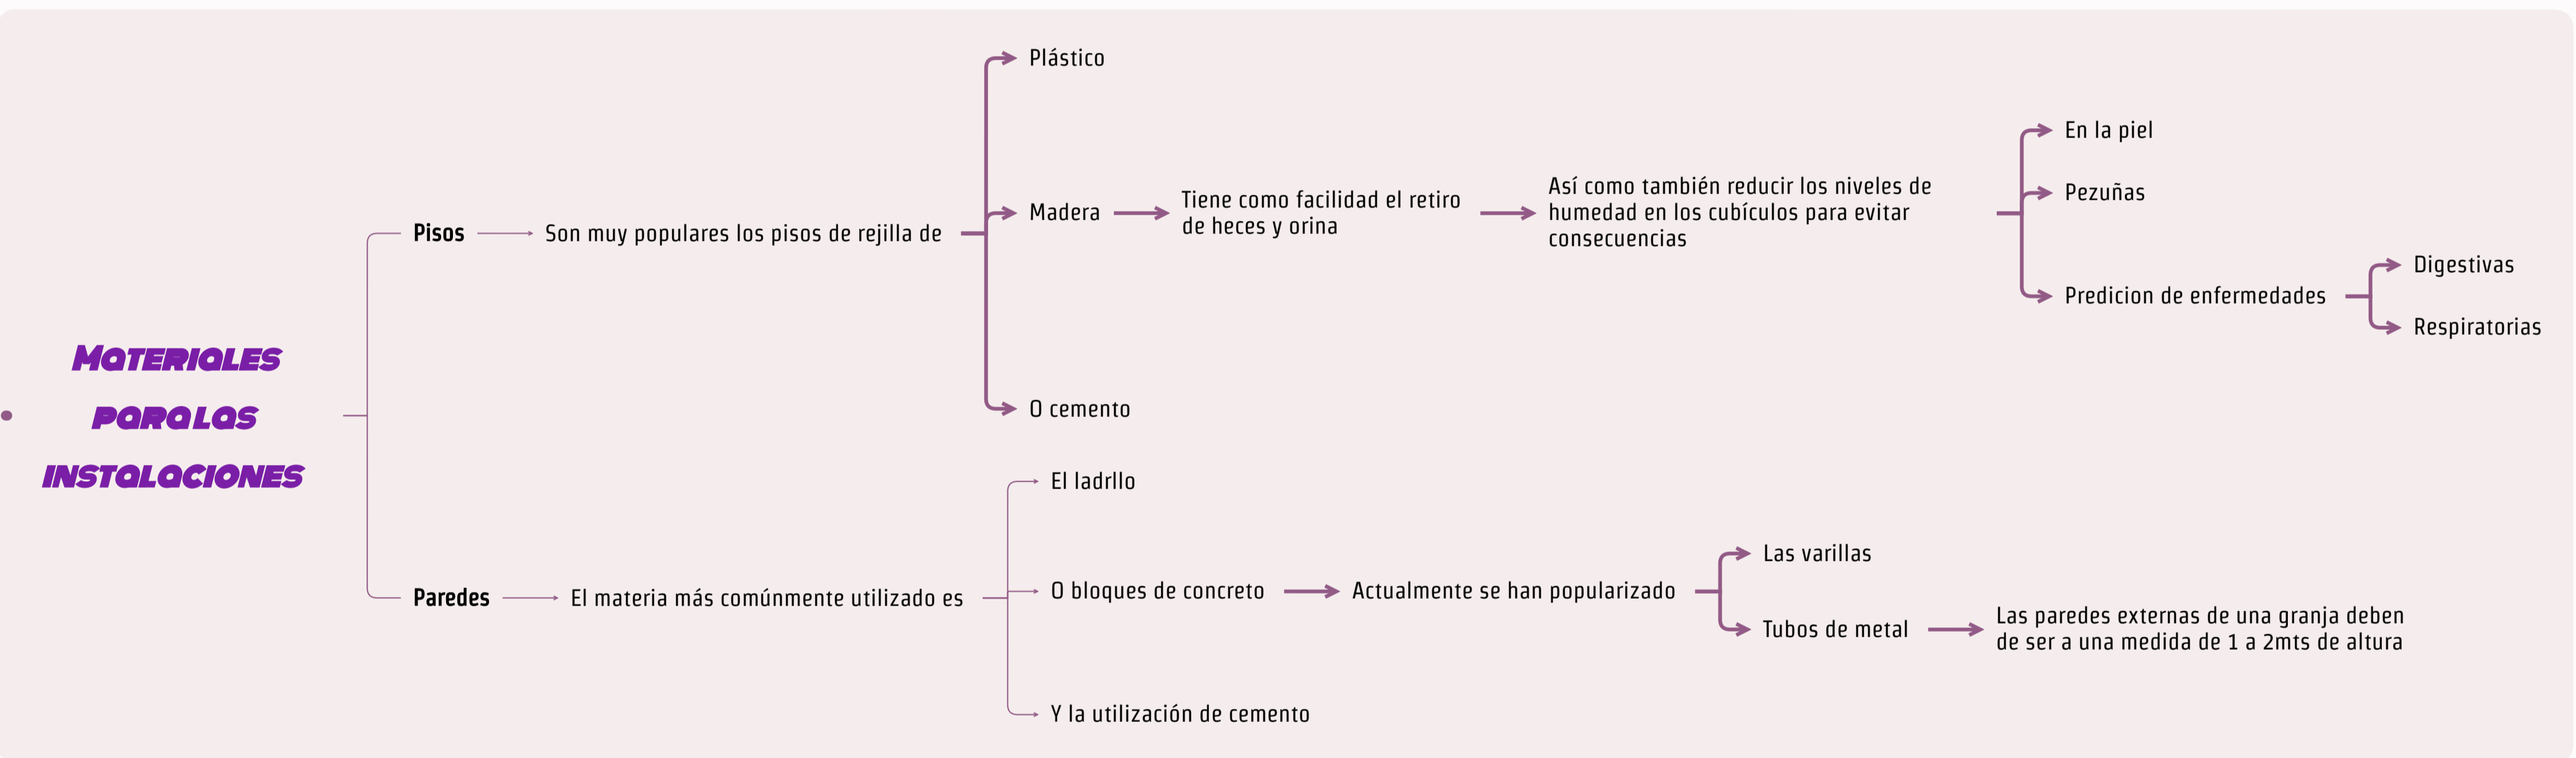 Materiales
para las
instalaciones
Pisos
Son muy populares los pisos de rejilla de
Plástico
Madera
Tiene como facilidad el retiro
de heces y orina
Así como también reducir los niveles de
humedad en los cubículos para evitar
consecuencias
En la piel
Pezuñas
Predicion de enfermedades
Digestivas
Respiratorias
O cemento
Paredes
El materia más comúnmente utilizado es
El ladrllo
O bloques de concreto
Actualmente se han popularizado
Las varillas
Tubos de metal
Las paredes externas de una granja deben
de ser a una medida de 1 a 2mts de altura
Y la utilización de cemento